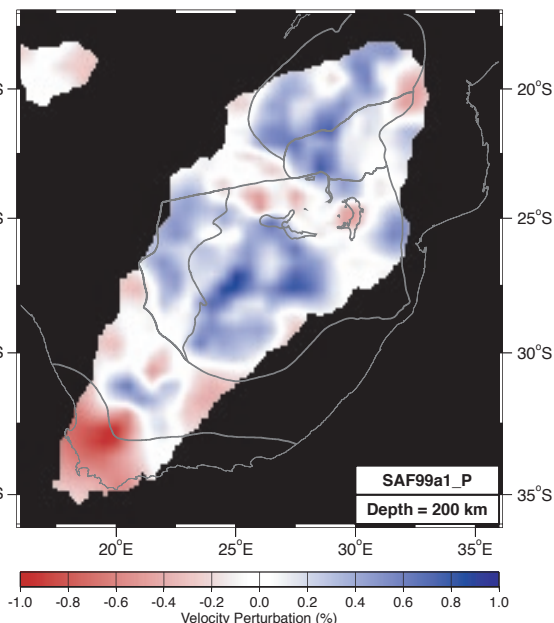 20°S
25°S
30°S
SAF99a1_P
Depth = 200 km
35°S
20°E 25°E 30°E 35°E
-1.0 -0.8 -0.6 -0.4 -0.2 0.0 0.2 0.4 0.6 0.8 1.0
Velocity Perturbation (%)